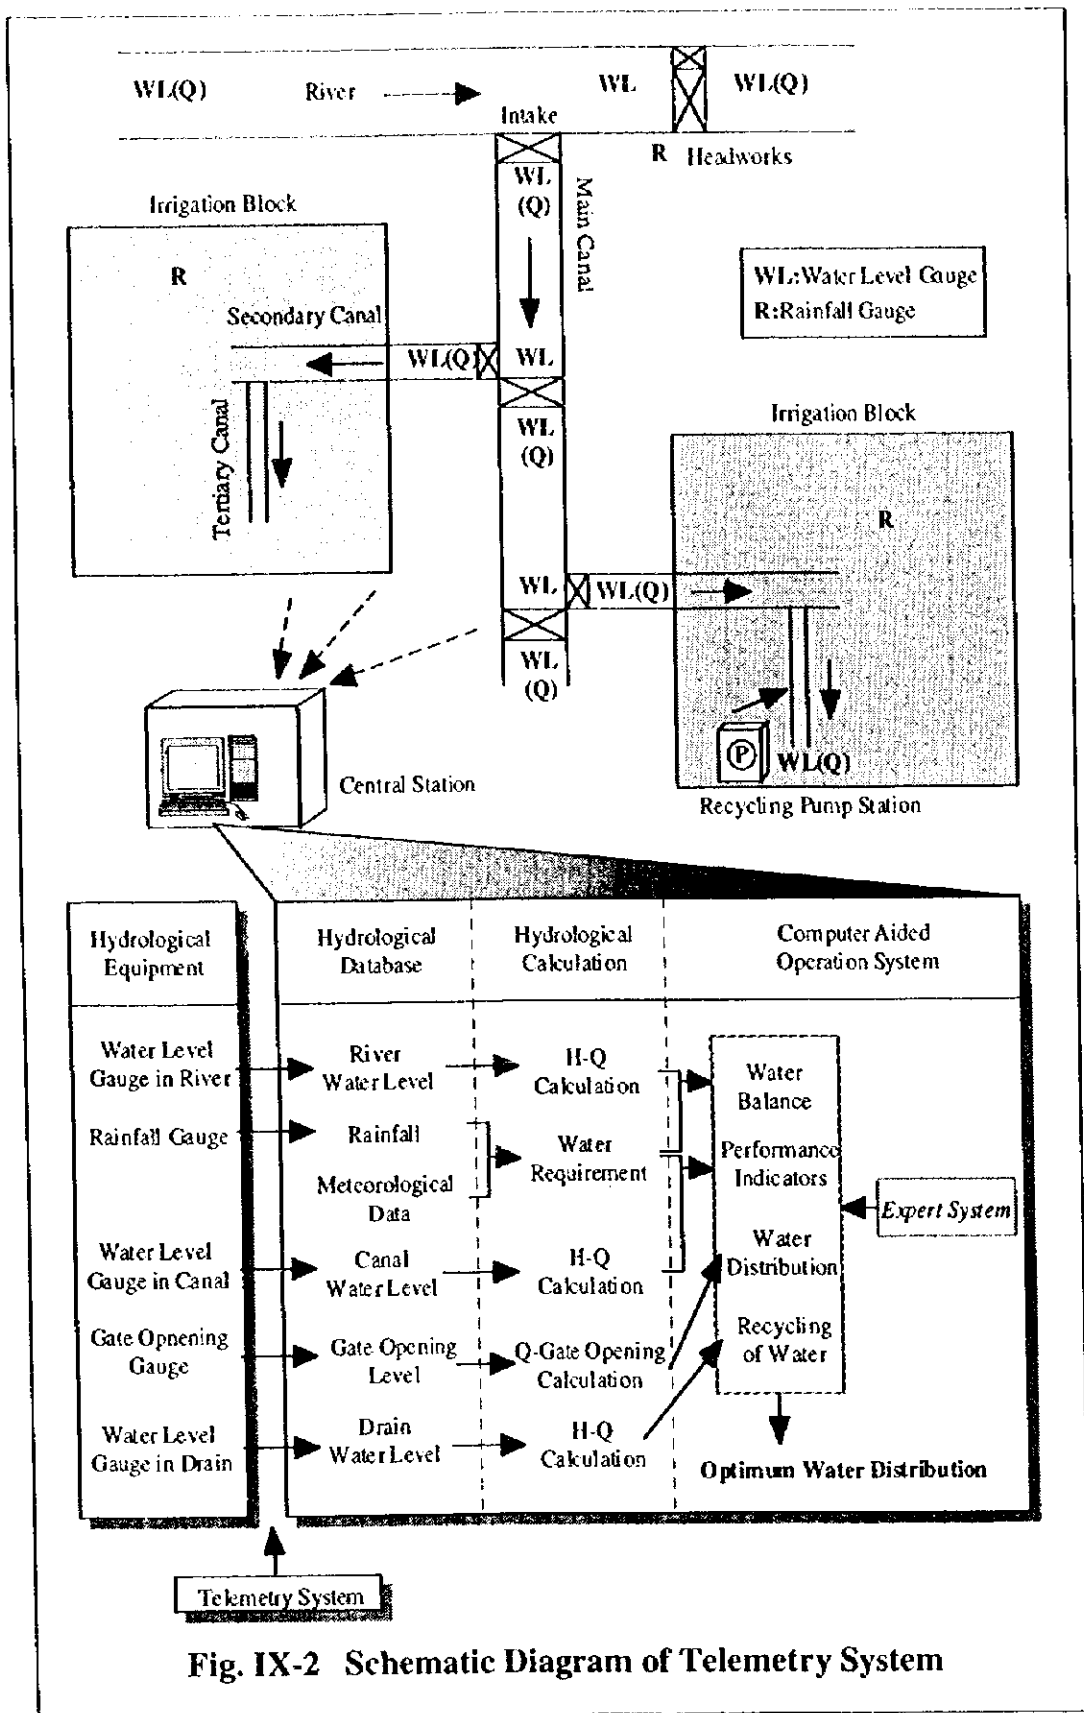 WL(Q)
River
WL
WL(Q)
Intake
R
Headworks
WL
(Q)
Main Canal
Irrigation Block
R
WL:Water Level Gauge
R:Rainfall Gauge
Secondary Canal
WL(Q)
WL
Tertiary Canal
WL
(Q)
Irrigation Block
R
WL
WL(Q)
WL
(Q)
P
WL(Q)
Central Station
Recycling Pump Station
Hydrological
Equipment
Hydrological
Database
Hydrological
Calculation
Computer Aided
Operation System
Water Level
Gauge in River
River
Water Level
H-Q
Calculation
Water
Balance
Rainfall Gauge
Rainfall
Water
Requirement
Performance
Indicators
Meteorological
Data
Expert System
Water Level
Gauge in Canal
Canal
Water Level
H-Q
Calculation
Water
Distribution
Gate Opnening
Gauge
Gate Opening
Level
Q-Gate Opening
Calculation
Recycling
of Water
Water Level
Gauge in Drain
Drain
Water Level
H-Q
Calculation
Optimum Water Distribution
Telemetry System
Fig. IX-2 Schematic Diagram of Telemetry System